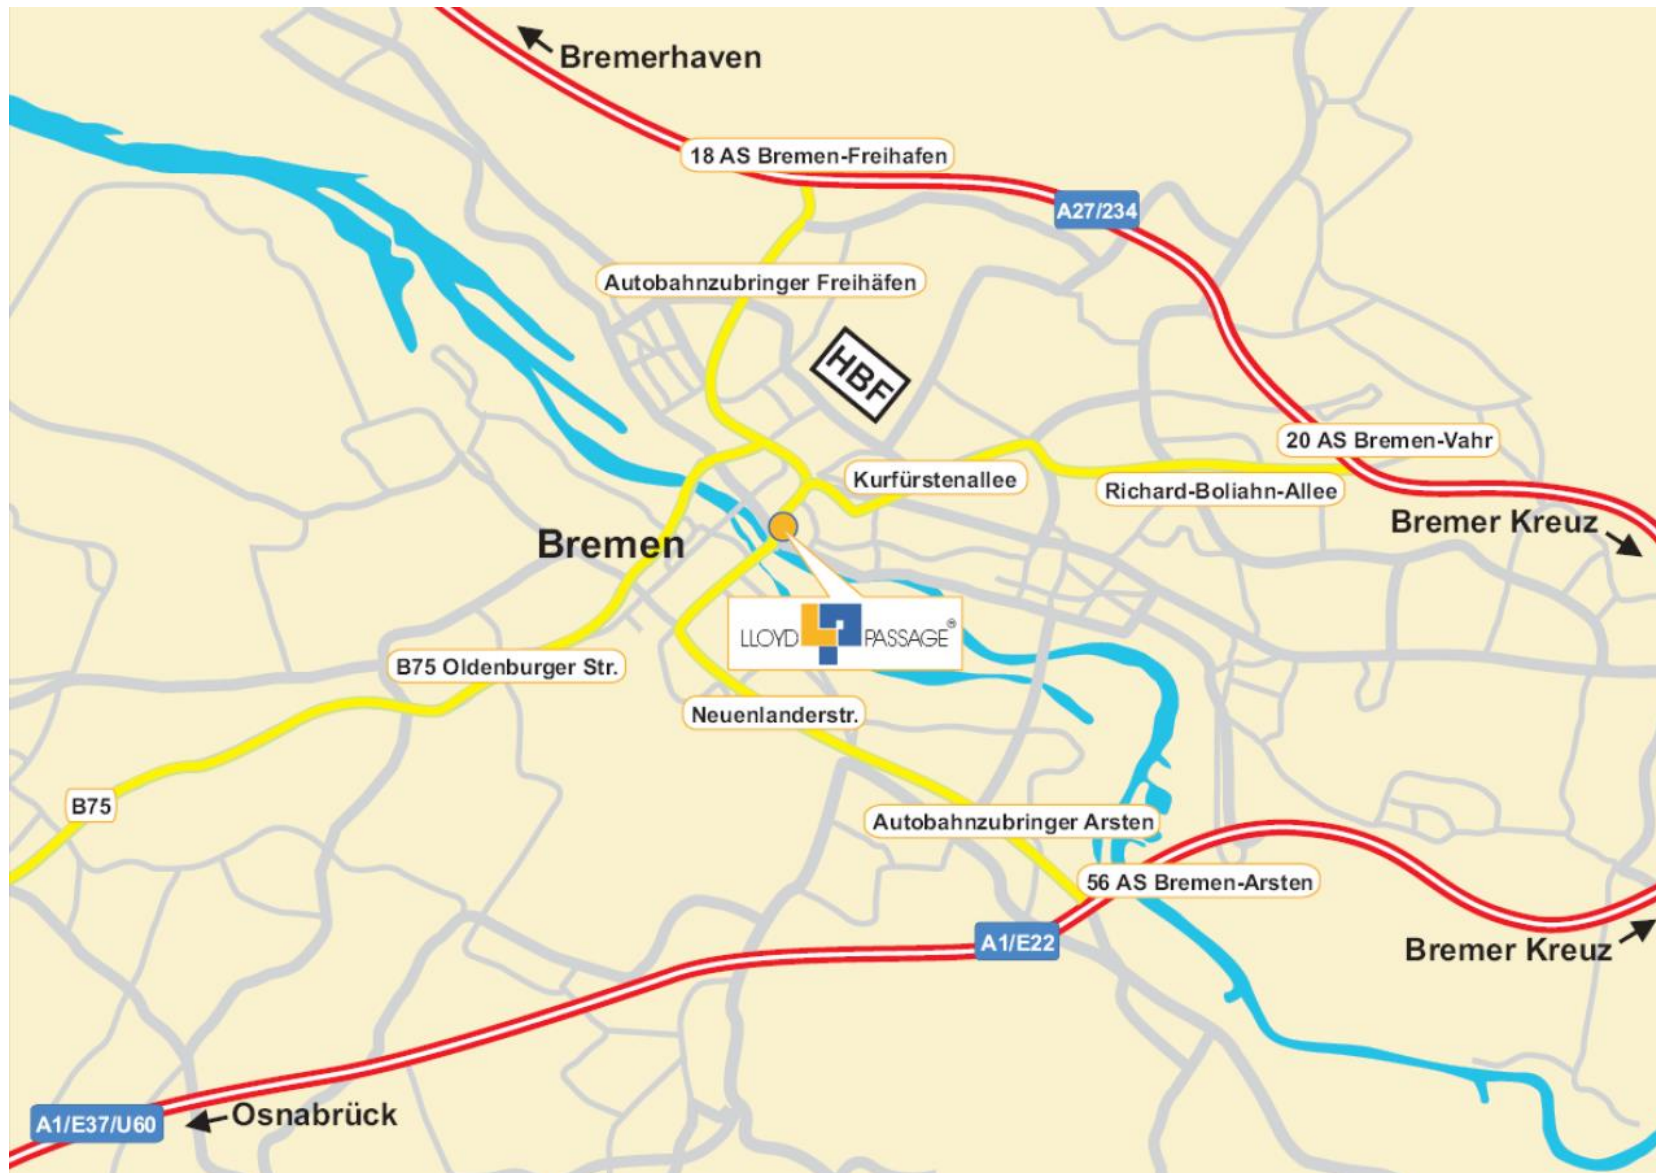 Bremerhaven
18 AS Bremen-Freihafen
A27/234
Autobahnzubringer Freihäfen
HBF
20 AS Bremen-Vahr
Kurfürstenallee
Richard-Boliahn-Allee
Bremer Kreuz
Bremen
LLOYD PASSAGE®
B75 Oldenburger Str.
Neuenlanderstr.
B75
Autobahnzubringer Arsten
56 AS Bremen-Arsten
A1/E22
Bremer Kreuz
A1/E37/U60
Osnabrück